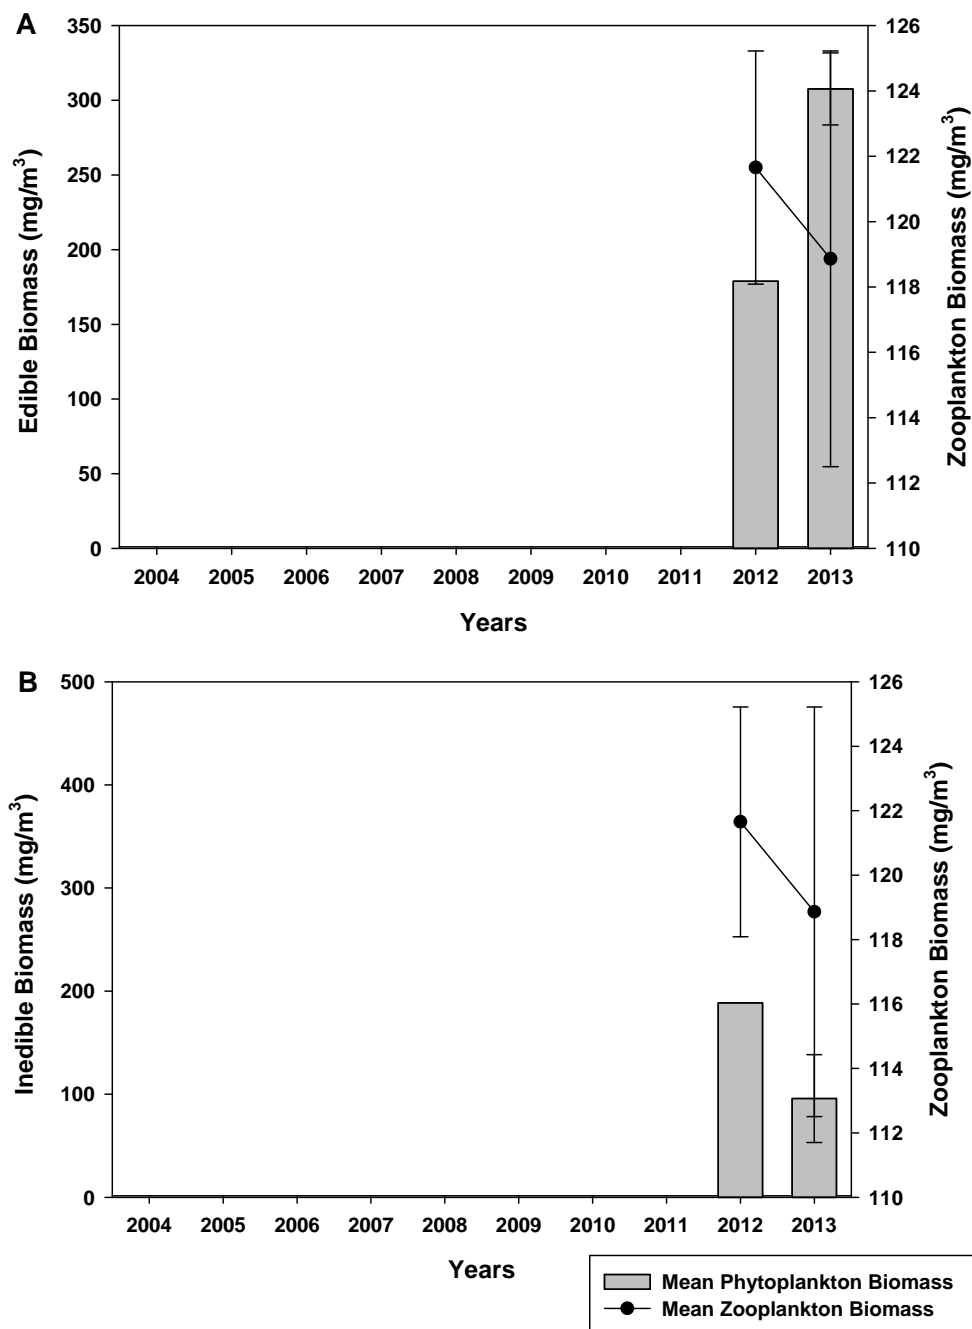 A
350
300
250
200
150
100
50
0
Edible Biomass (mg/m³)
126
124
122
120
118
116
114
112
110
Zooplankton Biomass (mg/m³)
2004 2005 2006 2007 2008 2009 2010 2011 2012 2013
Years
B
500
400
300
200
100
0
Inedible Biomass (mg/m³)
126
124
122
120
118
116
114
112
110
Zooplankton Biomass (mg/m³)
2004 2005 2006 2007 2008 2009 2010 2011 2012 2013
Years
Mean Phytoplankton Biomass
Mean Zooplankton Biomass